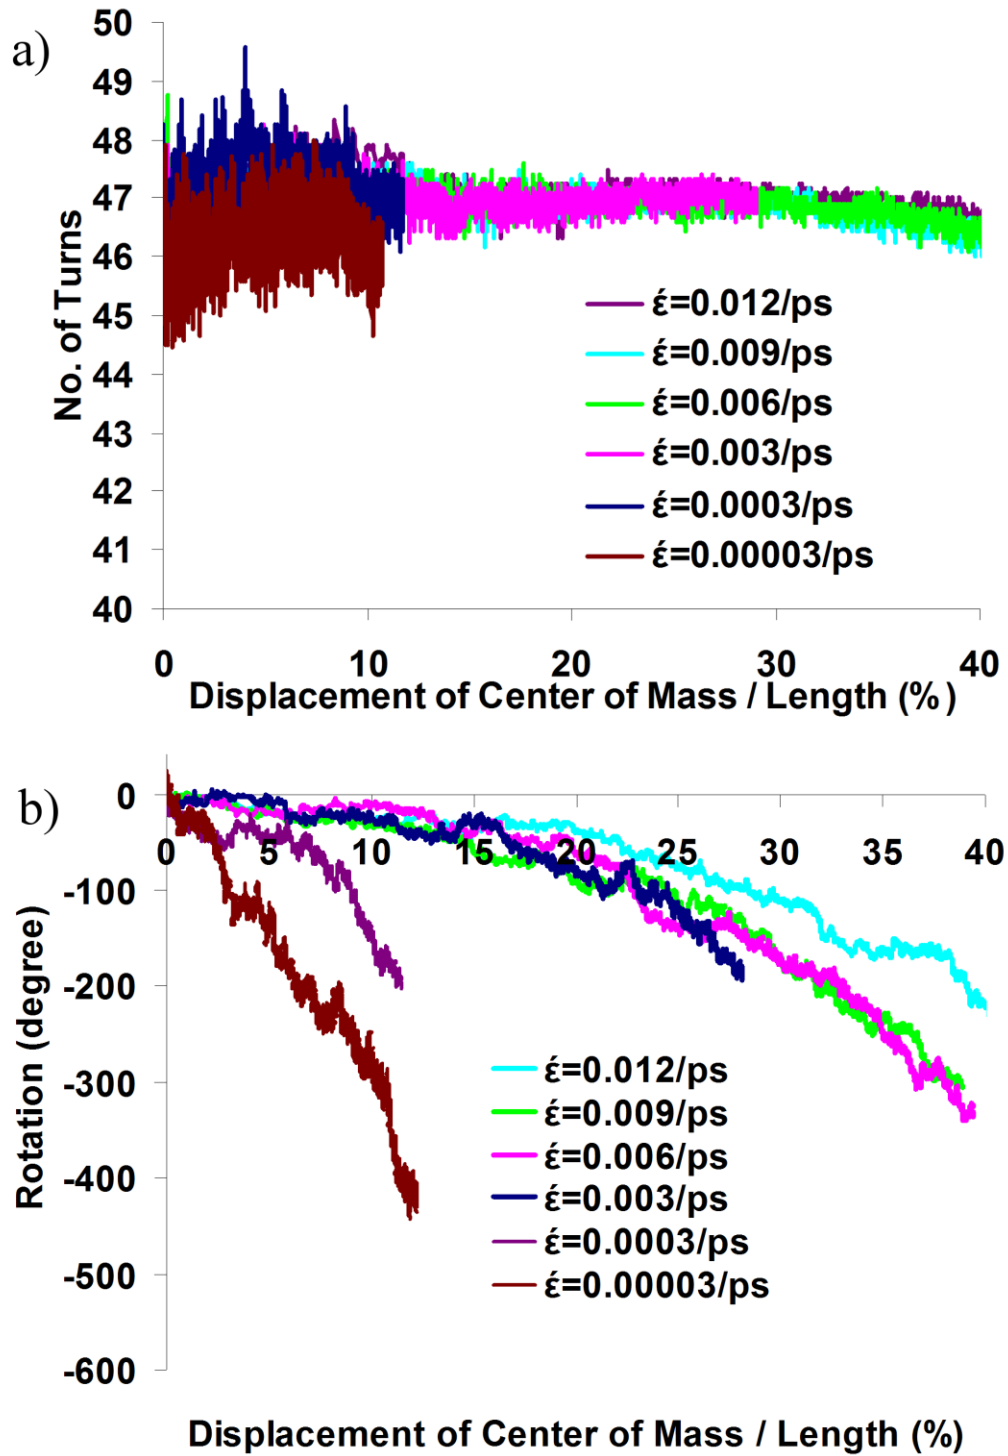 a)
50
49
48
47
46
45
44
43
42
41
40
No. of Turns
έ=0.012/ps
έ=0.009/ps
έ=0.006/ps
έ=0.003/ps
έ=0.0003/ps
έ=0.00003/ps
0 10 20 30 40
Displacement of Center of Mass / Length (%)
b)
0
-100
-200
-300
-400
-500
-600
Rotation (degree)
0 5 10 15 20 25 30 35 40
έ=0.012/ps
έ=0.009/ps
έ=0.006/ps
έ=0.003/ps
έ=0.0003/ps
έ=0.00003/ps
Displacement of Center of Mass / Length (%)